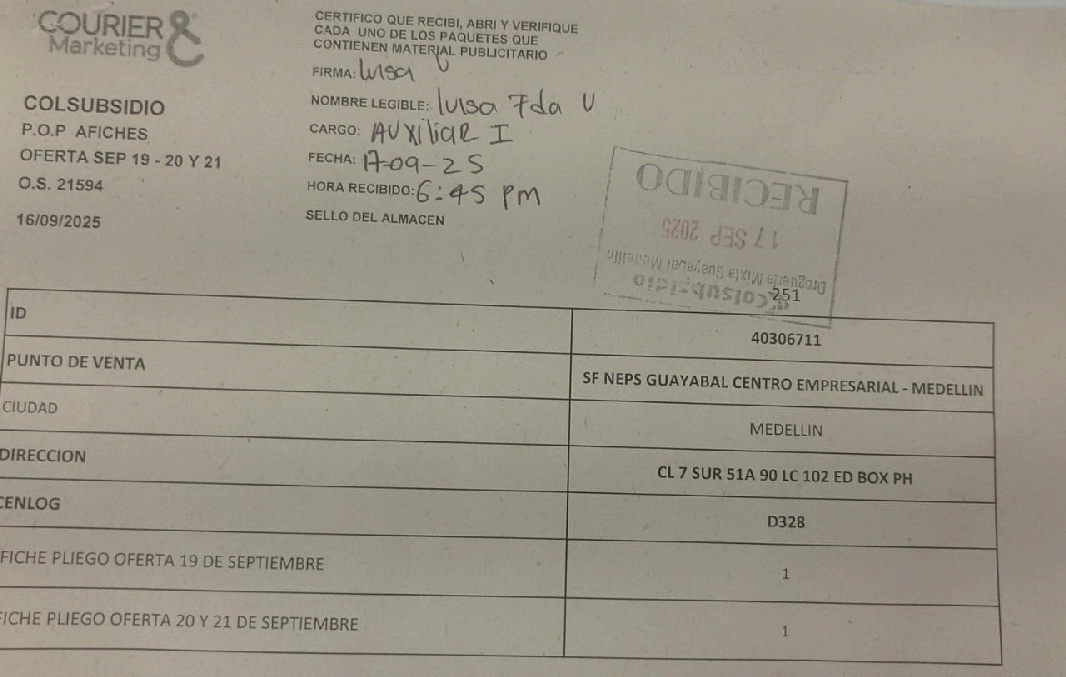 COURIER &
Marketing
COLSUBSIDIO
P.O.P AFICHES
OFERTA SEP 19 - 20 Y 21
O.S. 21594
16/09/2025
CERTIFICO QUE RECIBI, ABRI Y VERIFIQUE
CADA UNO DE LOS PAQUETES QUE
CONTIENEN MATERIAL PUBLICITARIO
FIRMA: luisa U
NOMBRE LEGIBLE: luisa Fda U
CARGO: AUXiliaR I
FECHA: 17-09-25
HORA RECIBIDO: 6:45 pm
SELLO DEL ALMACEN
RECIBIDO
17 SEP 2025
Droguería Mixta Guayabal Medellín
Colsubsidio
251
ID 40306711
PUNTO DE VENTA SF NEPS GUAYABAL CENTRO EMPRESARIAL - MEDELLIN
CIUDAD MEDELLIN
DIRECCION CL 7 SUR 51A 90 LC 102 ED BOX PH
CENLOG D328
FICHE PLIEGO OFERTA 19 DE SEPTIEMBRE 1
FICHE PLIEGO OFERTA 20 Y 21 DE SEPTIEMBRE 1